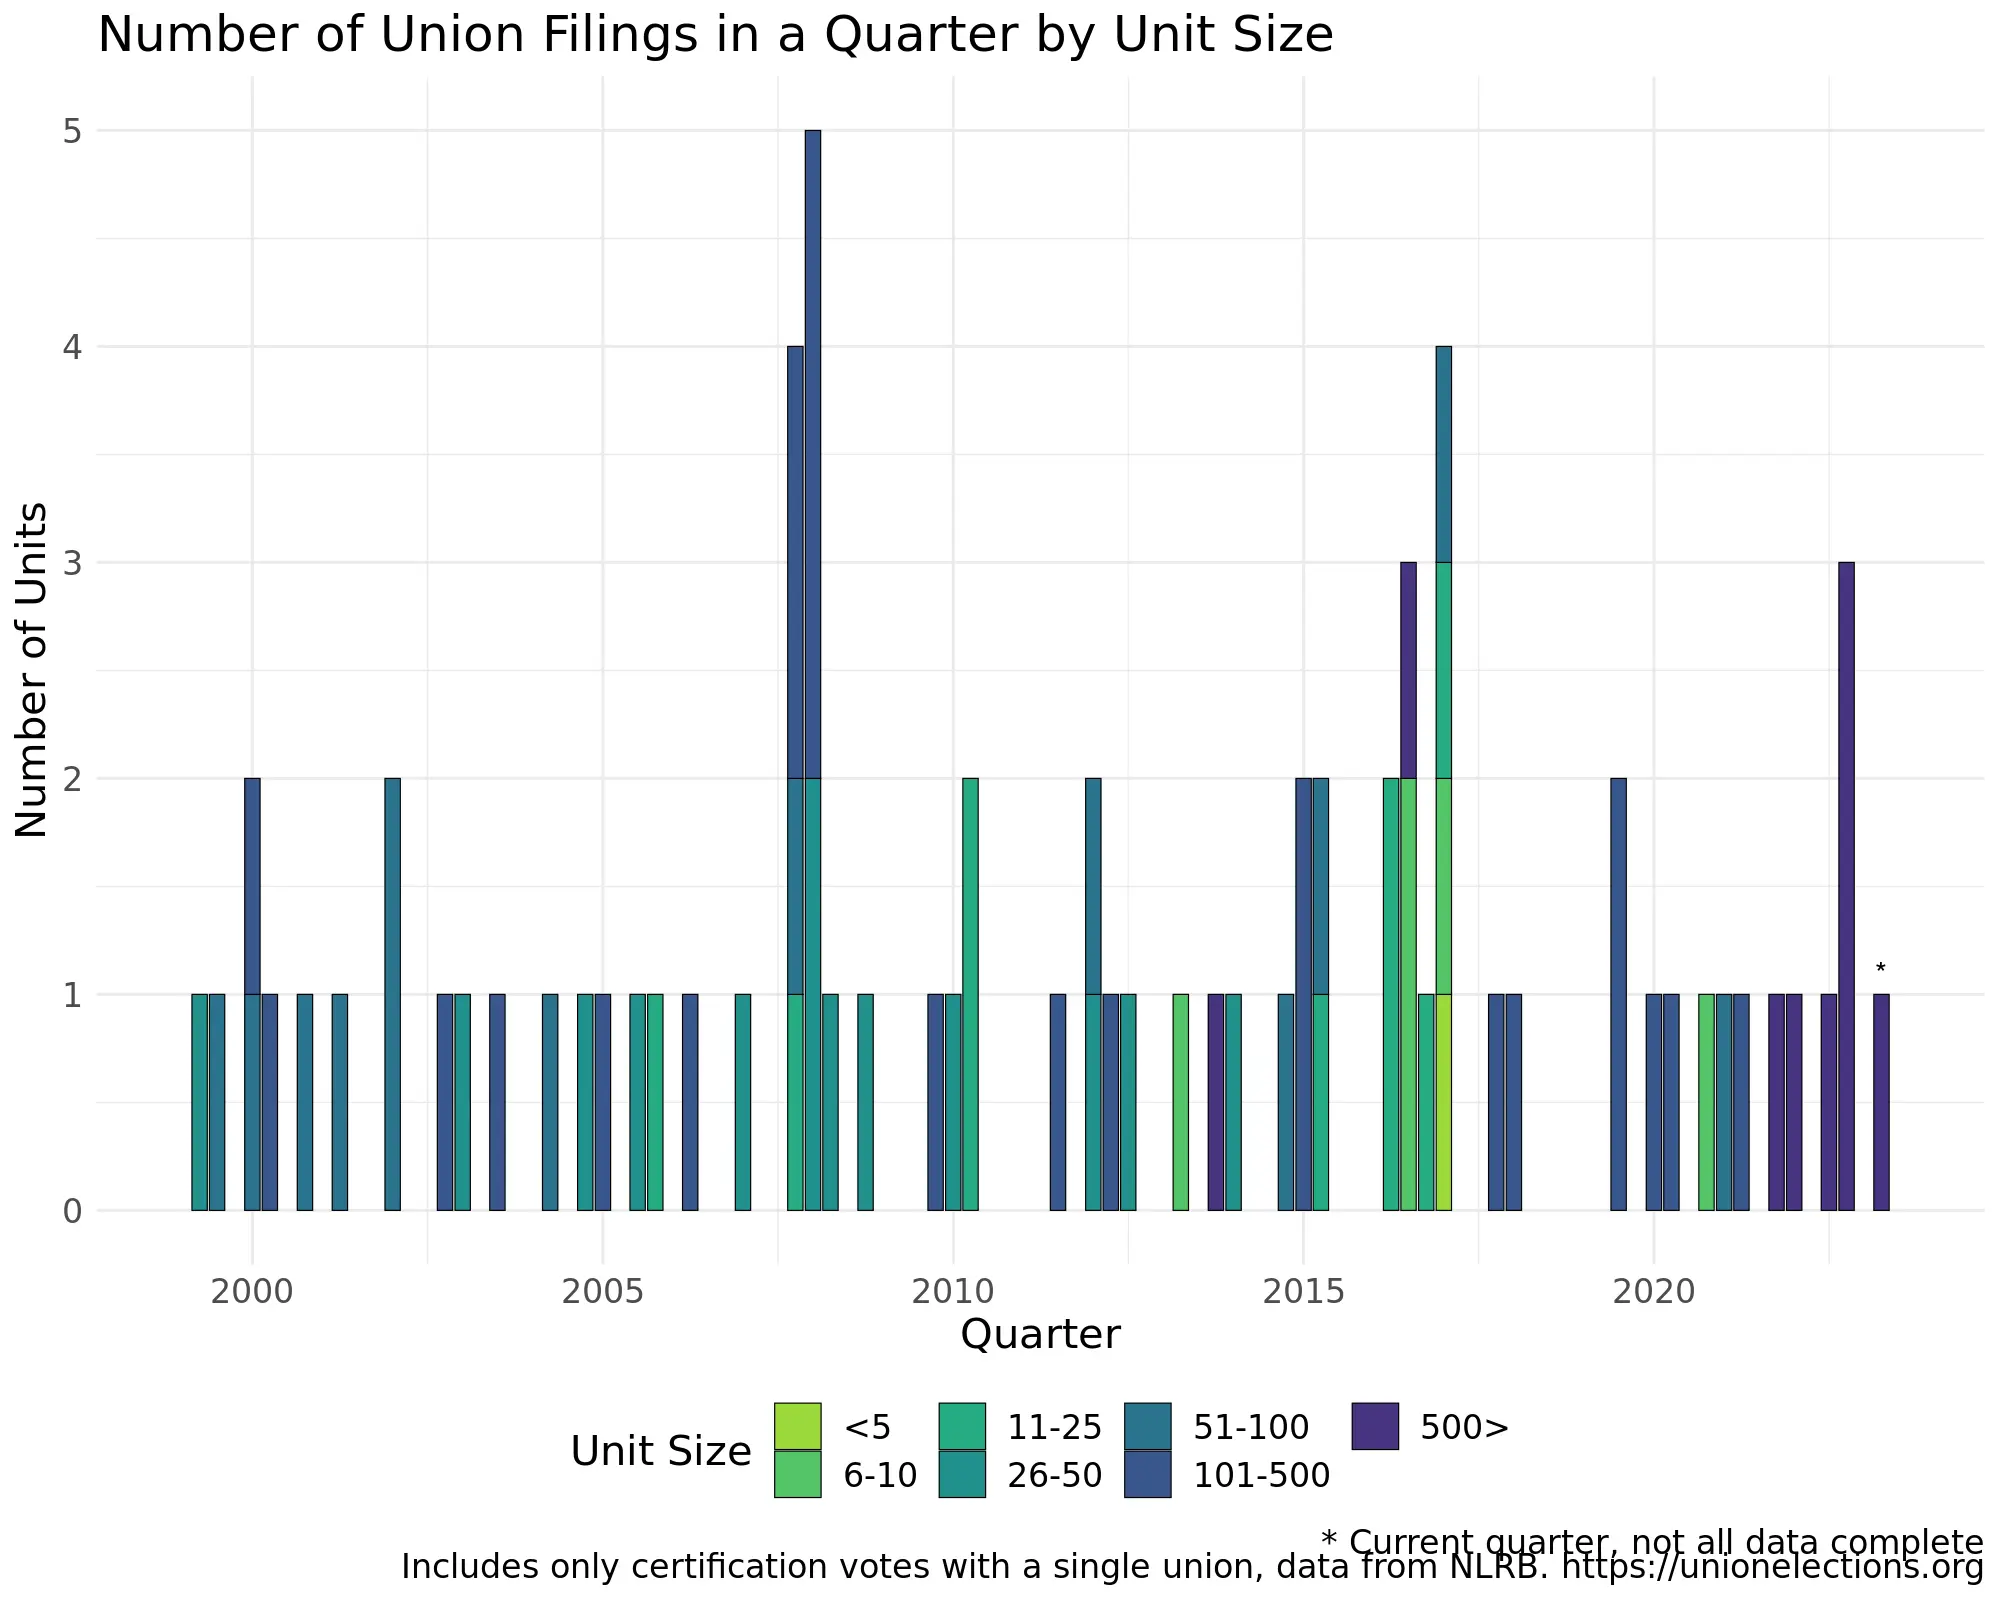 Number of Union Filings in a Quarter by Unit Size
Number of Units
5
4
3
2
1
0
*
2000 2005 2010 2015 2020
Quarter
Unit Size
<5 11-25 51-100 500>
6-10 26-50 101-500
* Current quarter, not all data complete
Includes only certification votes with a single union, data from NLRB. https://unionelections.org